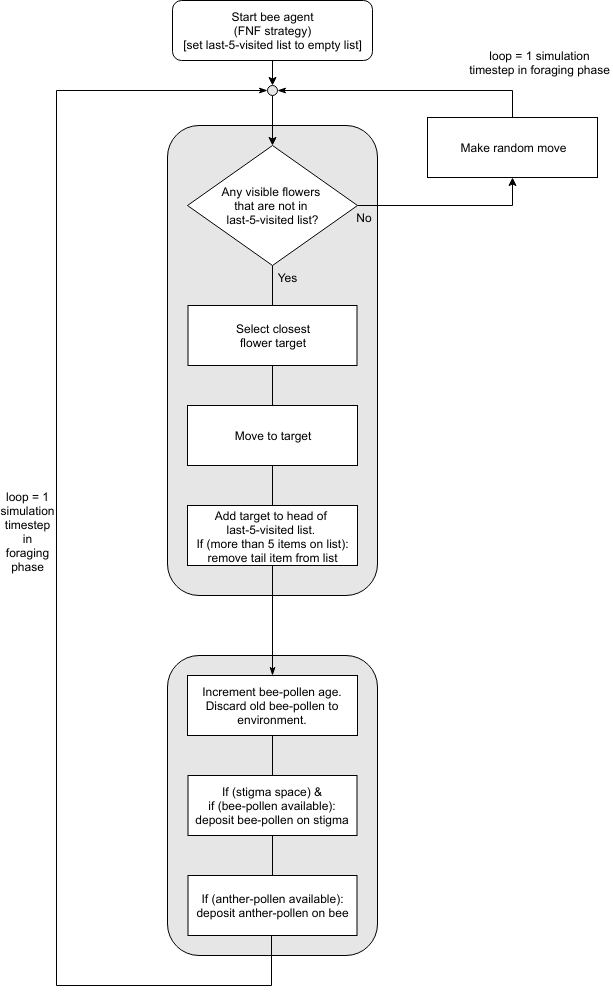 Start bee agent
(FNF strategy)
[set last-5-visited list to empty list]
loop = 1 simulation
timestep in foraging phase
Make random move
Any visible flowers
that are not in
last-5-visited list?
No
Yes
Select closest
flower target
Move to target
loop = 1
simulation
timestep
in
foraging
phase
Add target to head of
last-5-visited list.
If (more than 5 items on list):
remove tail item from list
Increment bee-pollen age.
Discard old bee-pollen to
environment.
If (stigma space) &
if (bee-pollen available):
deposit bee-pollen on stigma
If (anther-pollen available):
deposit anther-pollen on bee